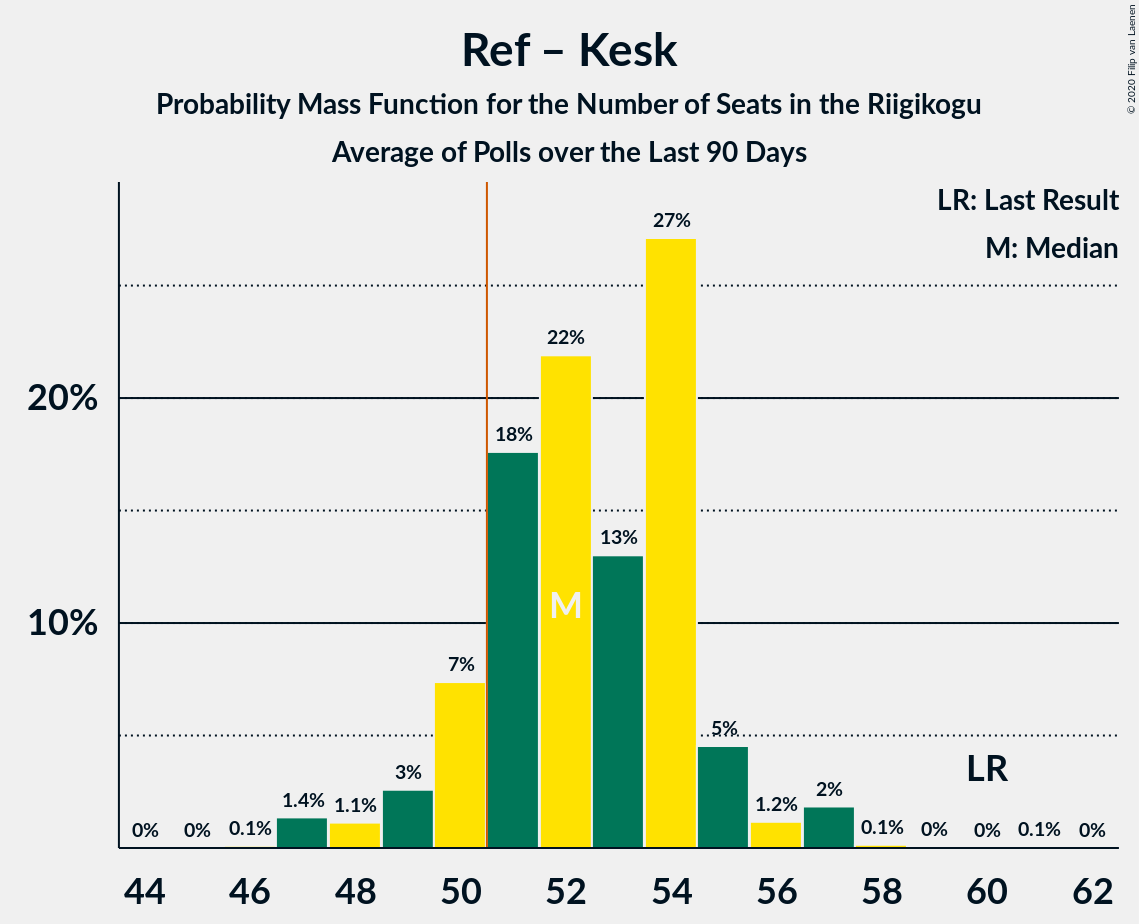 Ref – Kesk
Probability Mass Function for the Number of Seats in the Riigikogu
Average of Polls over the Last 90 Days
© 2020 Filip van Laenen
LR: Last Result
M: Median
20%
10%
0%
0%
0.1%
1.4%
1.1%
3%
7%
18%
22%
13%
27%
5%
1.2%
2%
0.1%
0%
0%
0.1%
0%
M
LR
44 46 48 50 52 54 56 58 60 62